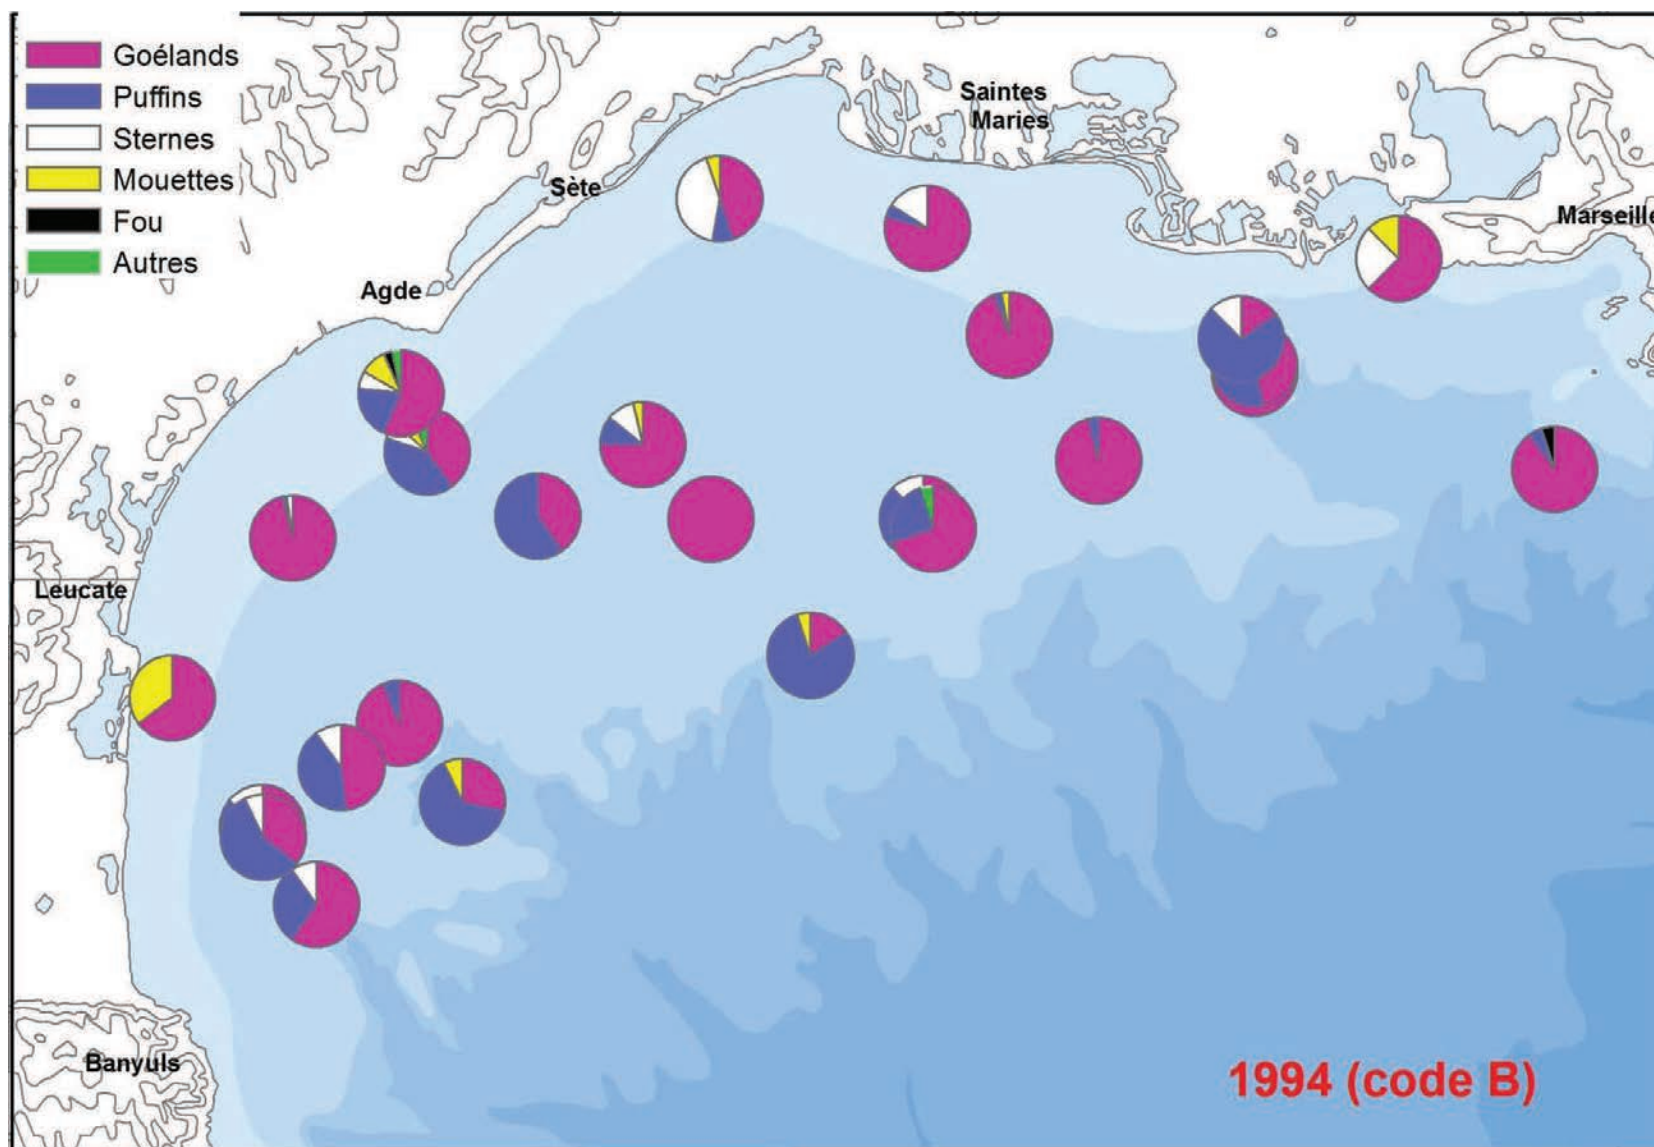 Goélands
Puffins
Sternes
Mouettes
Fou
Autres
Saintes
Maries
Sète
Marseille
Agde
Leucate
Banyuls
1994 (code B)